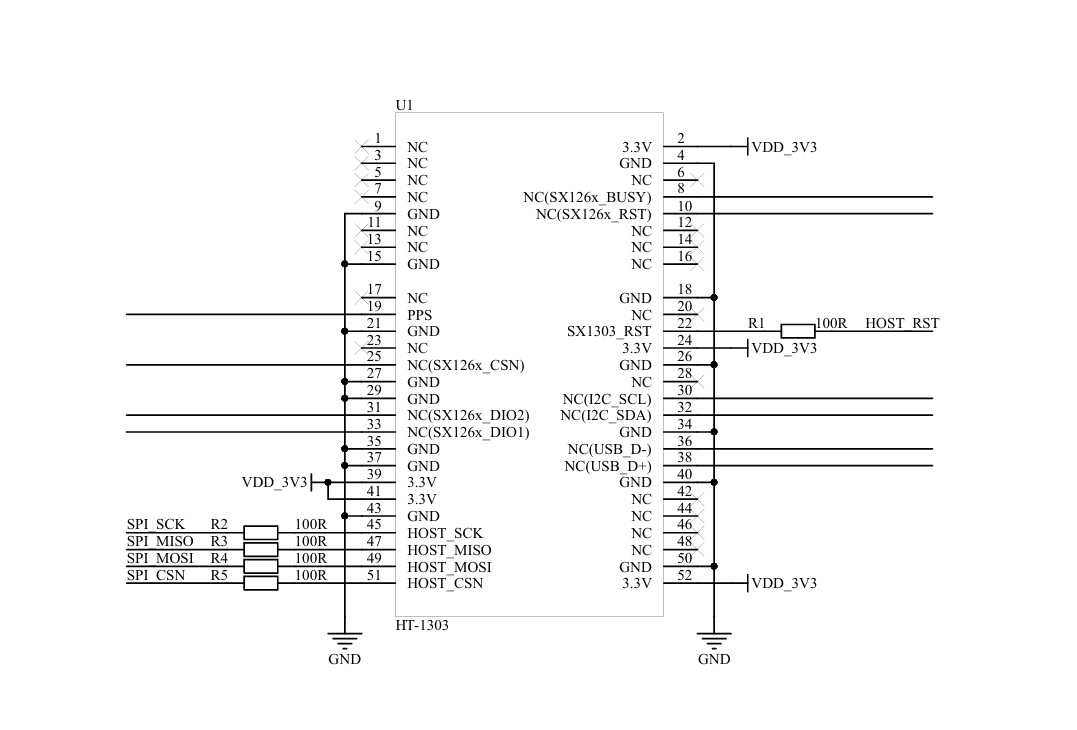 U1
1 NC 3.3V 2 VDD_3V3
3 NC GND 4
5 NC NC 6
7 NC NC(SX126x_BUSY) 8
9 GND NC(SX126x_RST) 10
11 NC NC 12
13 NC NC 14
15 GND NC 16
17 NC GND 18
19 PPS NC 20
21 GND SX1303_RST 22 R1 100R HOST_RST
23 NC 3.3V 24 VDD_3V3
25 NC(SX126x_CSN) GND 26
27 GND NC 28
29 GND NC(I2C_SCL) 30
31 NC(SX126x_DIO2) NC(I2C_SDA) 32
33 NC(SX126x_DIO1) GND 34
35 GND NC(USB_D-) 36
37 GND NC(USB_D+) 38
VDD_3V3 39 3.3V GND 40
41 3.3V NC 42
43 GND NC 44
SPI_SCK R2 100R 45 HOST_SCK NC 46
SPI_MISO R3 100R 47 HOST_MISO NC 48
SPI_MOSI R4 100R 49 HOST_MOSI GND 50
SPI_CSN R5 100R 51 HOST_CSN 3.3V 52 VDD_3V3
HT-1303
GND GND